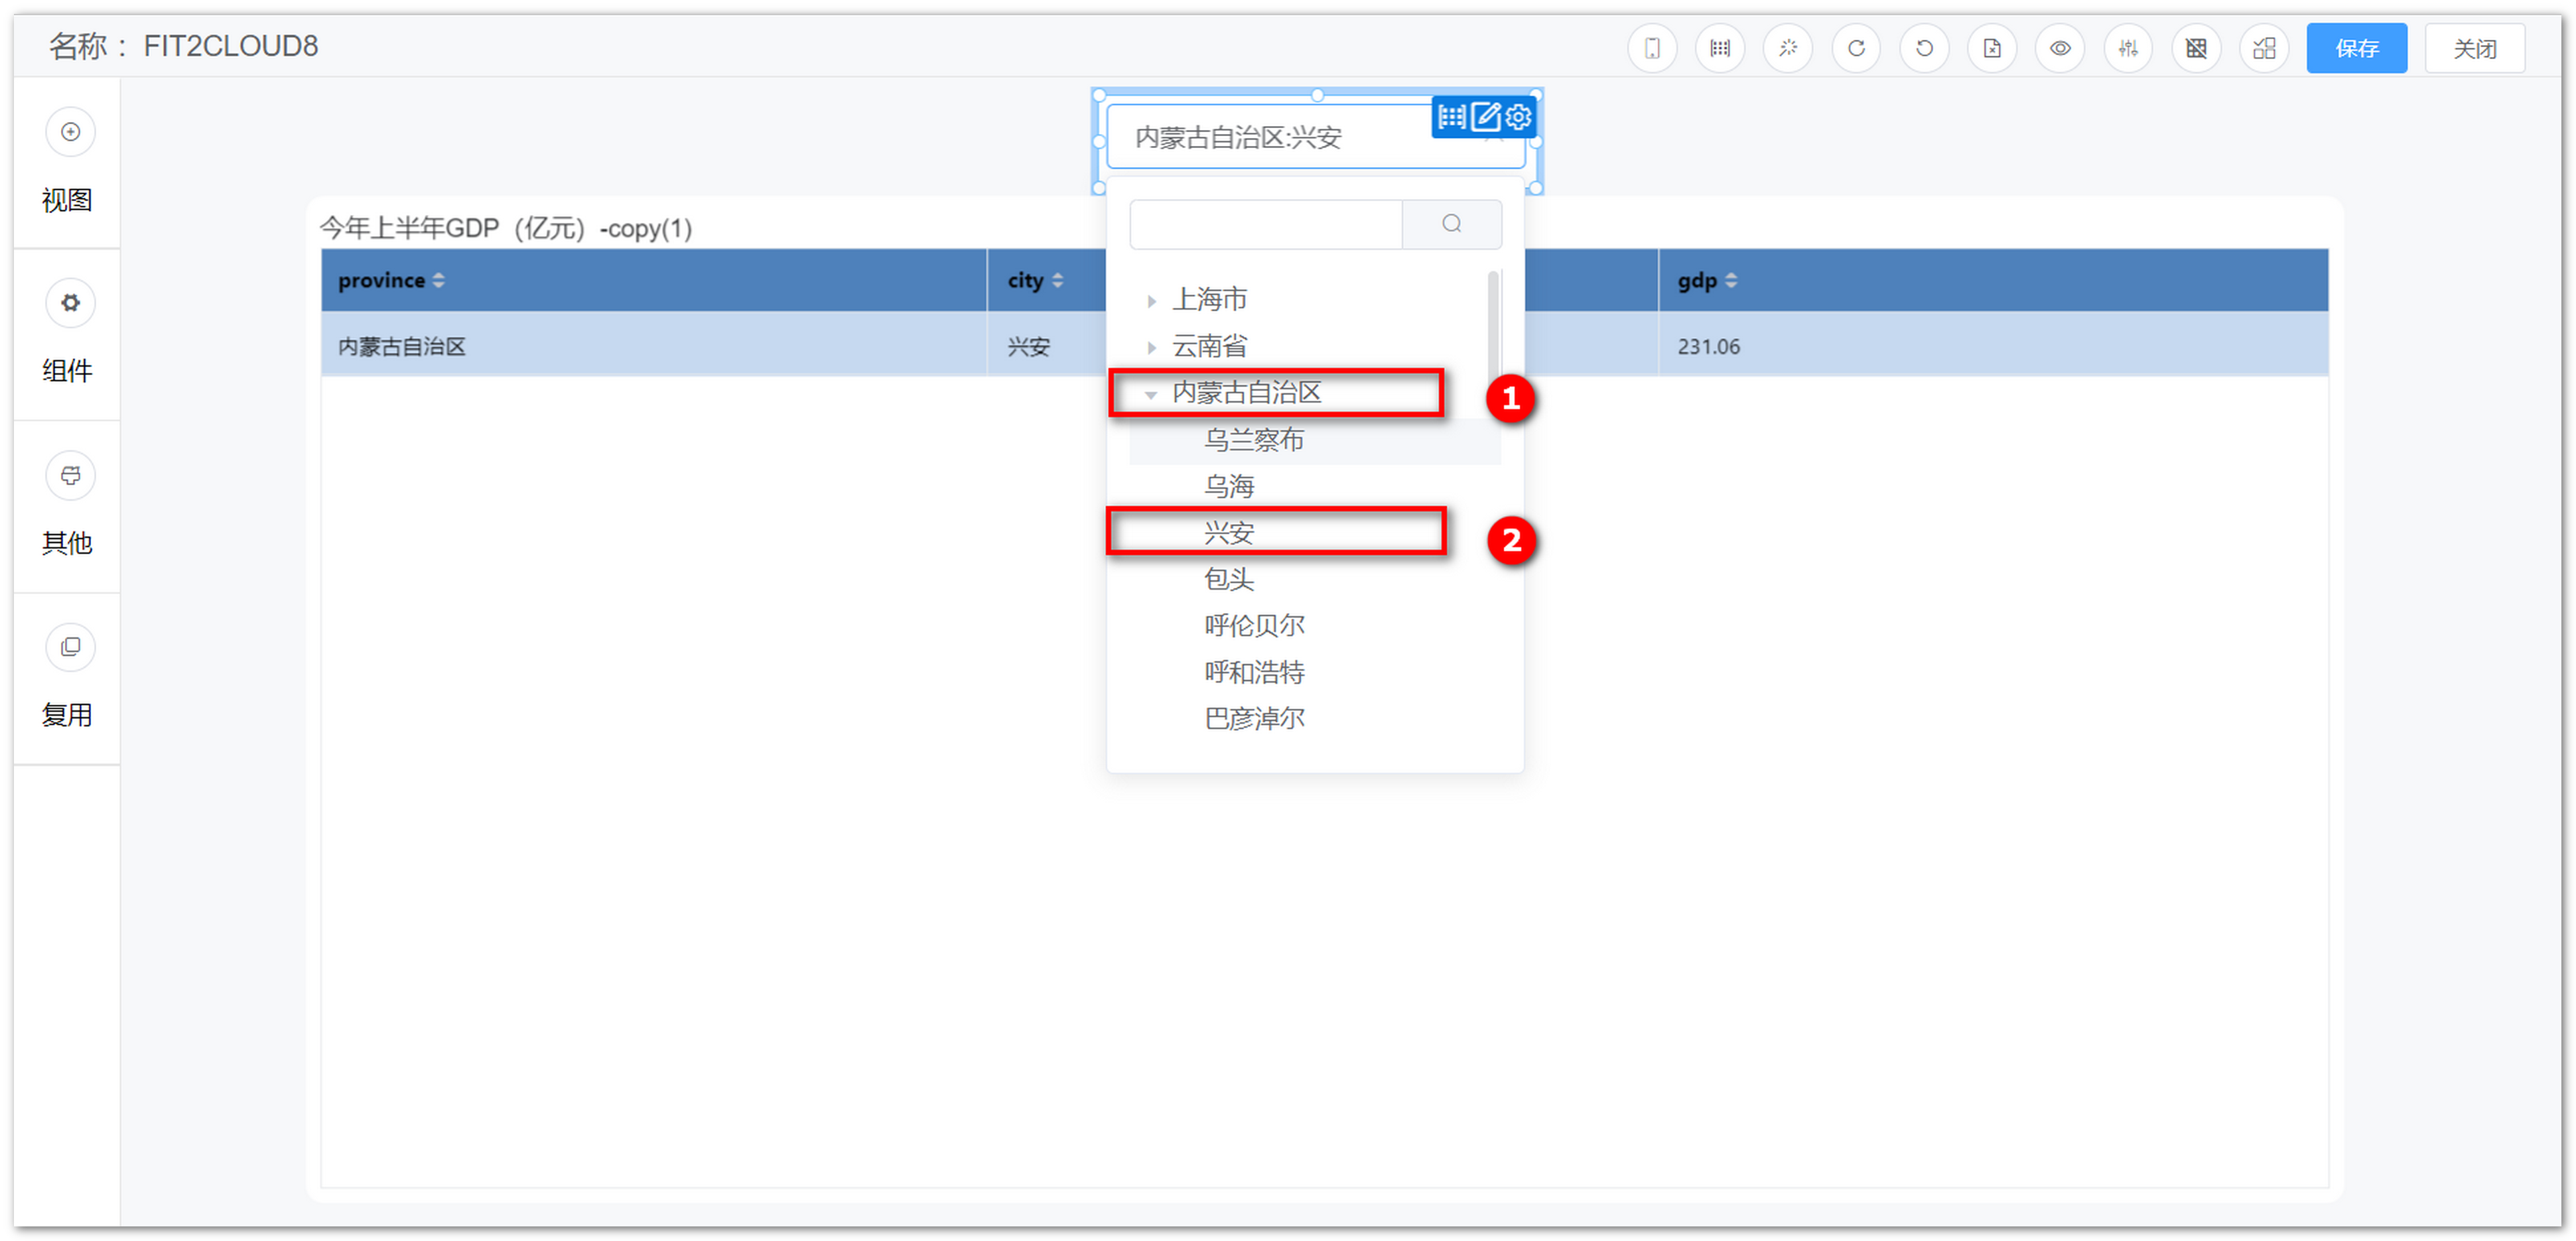 名称： FIT2CLOUD8
保存
关闭
视图
组件
其他
复用
内蒙古自治区:兴安
今年上半年GDP（亿元）-copy(1)
province city gdp
内蒙古自治区 兴安 231.06
上海市
云南省
内蒙古自治区
1
乌兰察布
乌海
兴安
2
包头
呼伦贝尔
呼和浩特
巴彦淖尔